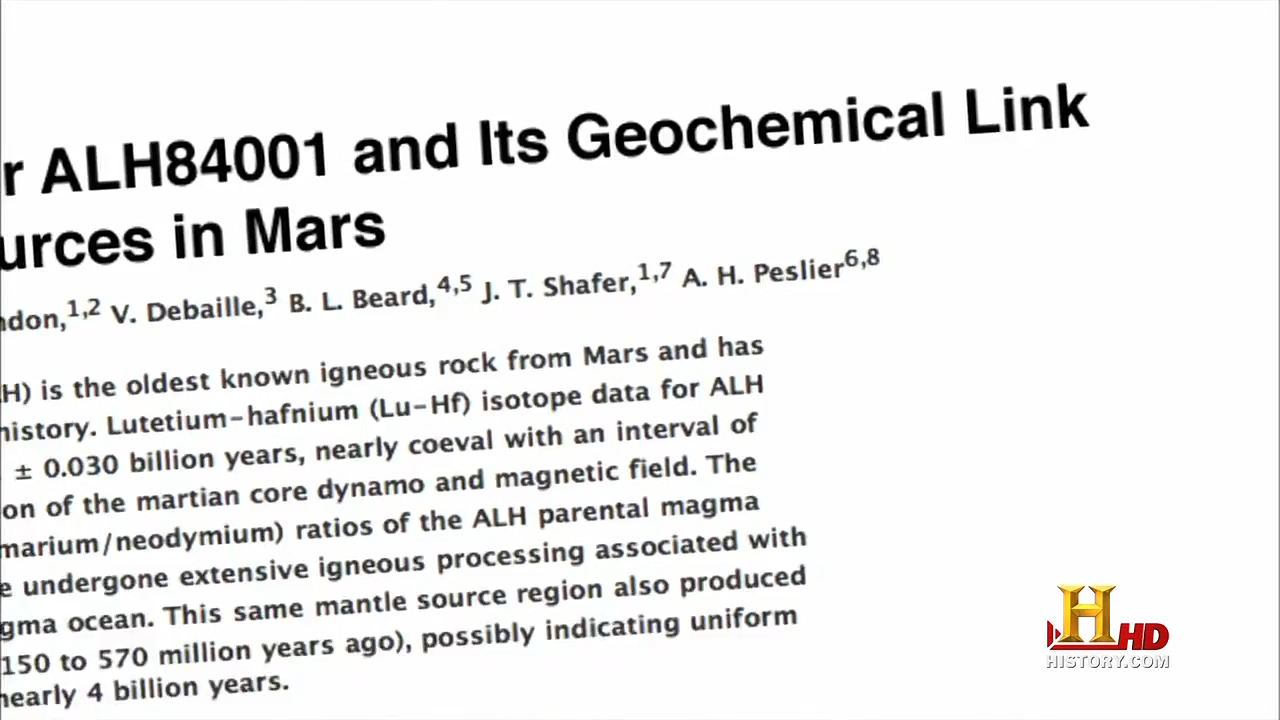 r ALH84001 and Its Geochemical Link
urces in Mars
ndon,1,2 V. Debaille,3 B. L. Beard,4,5 J. T. Shafer,1,7 A. H. Peslier6,8
H) is the oldest known igneous rock from Mars and has
history. Lutetium-hafnium (Lu-Hf) isotope data for ALH
± 0.030 billion years, nearly coeval with an interval of
on of the martian core dynamo and magnetic field. The
marium/neodymium) ratios of the ALH parental magma
e undergone extensive igneous processing associated with
gma ocean. This same mantle source region also produced
150 to 570 million years ago), possibly indicating uniform
nearly 4 billion years.
H HD
HISTORY.COM